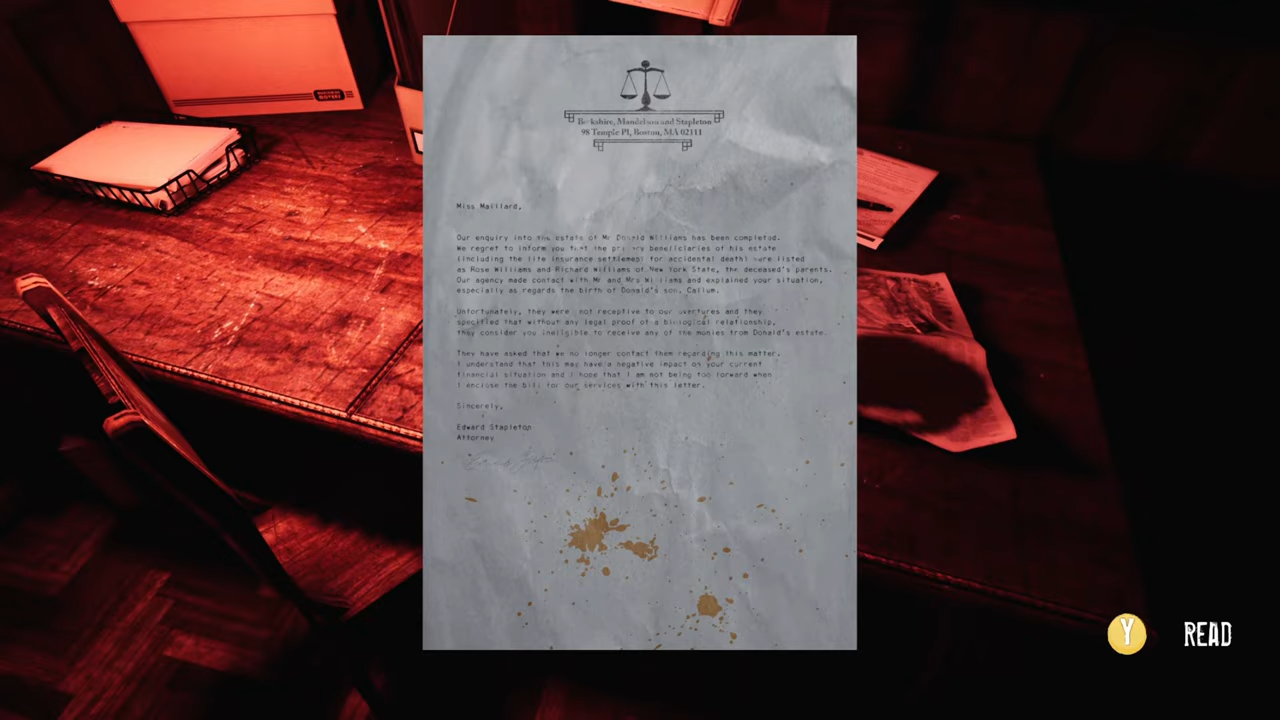 Berkshire, Mandelson and Stapleton
98 Temple Pl, Boston, MA 02111
Miss Maillard,
Our enquiry into the estate of Mr Donald Williams has been completed.
We regret to inform you that the primary beneficiaries of his estate
(including the life insurance settlement for accidental death) were listed
as Rose Williams and Richard Williams of New York State, the deceased's parents.
Our agency made contact with Mr and Mrs Williams and explained your situation,
especially as regards the birth of Donald's son, Callum.
Unfortunately, they were not receptive to our overtures and they
specified that without any legal proof of a biological relationship,
they consider you ineligible to receive any of the monies from Donald's estate.
They have asked that we no longer contact them regarding this matter.
I understand that this may have a negative impact on your current
financial situation and I hope that I am not being too forward when
I enclose the bill for our services with this letter.
Sincerely,
Edward Stapleton
Attorney
Y READ